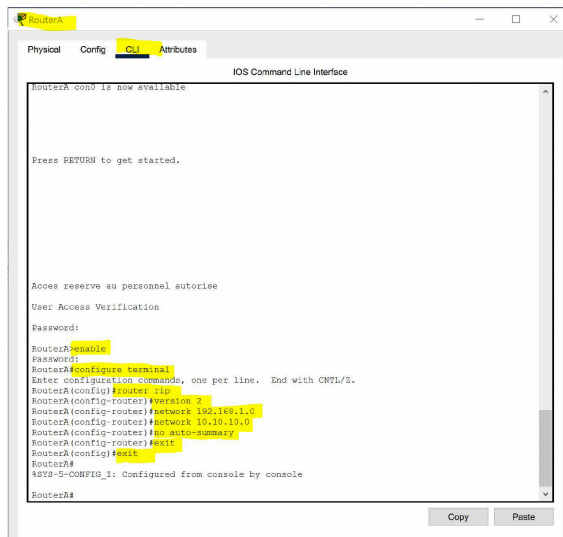 RouterA
Physical Config CLI Attributes
IOS Command Line Interface
RouterA con0 is now available
Press RETURN to get started.
Acces reserve au personnel autorise
User Access Verification
Password:
RouterA>enable
Password:
RouterA#configure terminal
Enter configuration commands, one per line. End with CNTL/Z.
RouterA(config)#router rip
RouterA(config-router)#version 2
RouterA(config-router)#network 192.168.1.0
RouterA(config-router)#network 10.10.10.0
RouterA(config-router)#no auto-summary
RouterA(config-router)#exit
RouterA(config)#exit
RouterA#
%SYS-5-CONFIG_I: Configured from console by console
RouterA#
Copy Paste